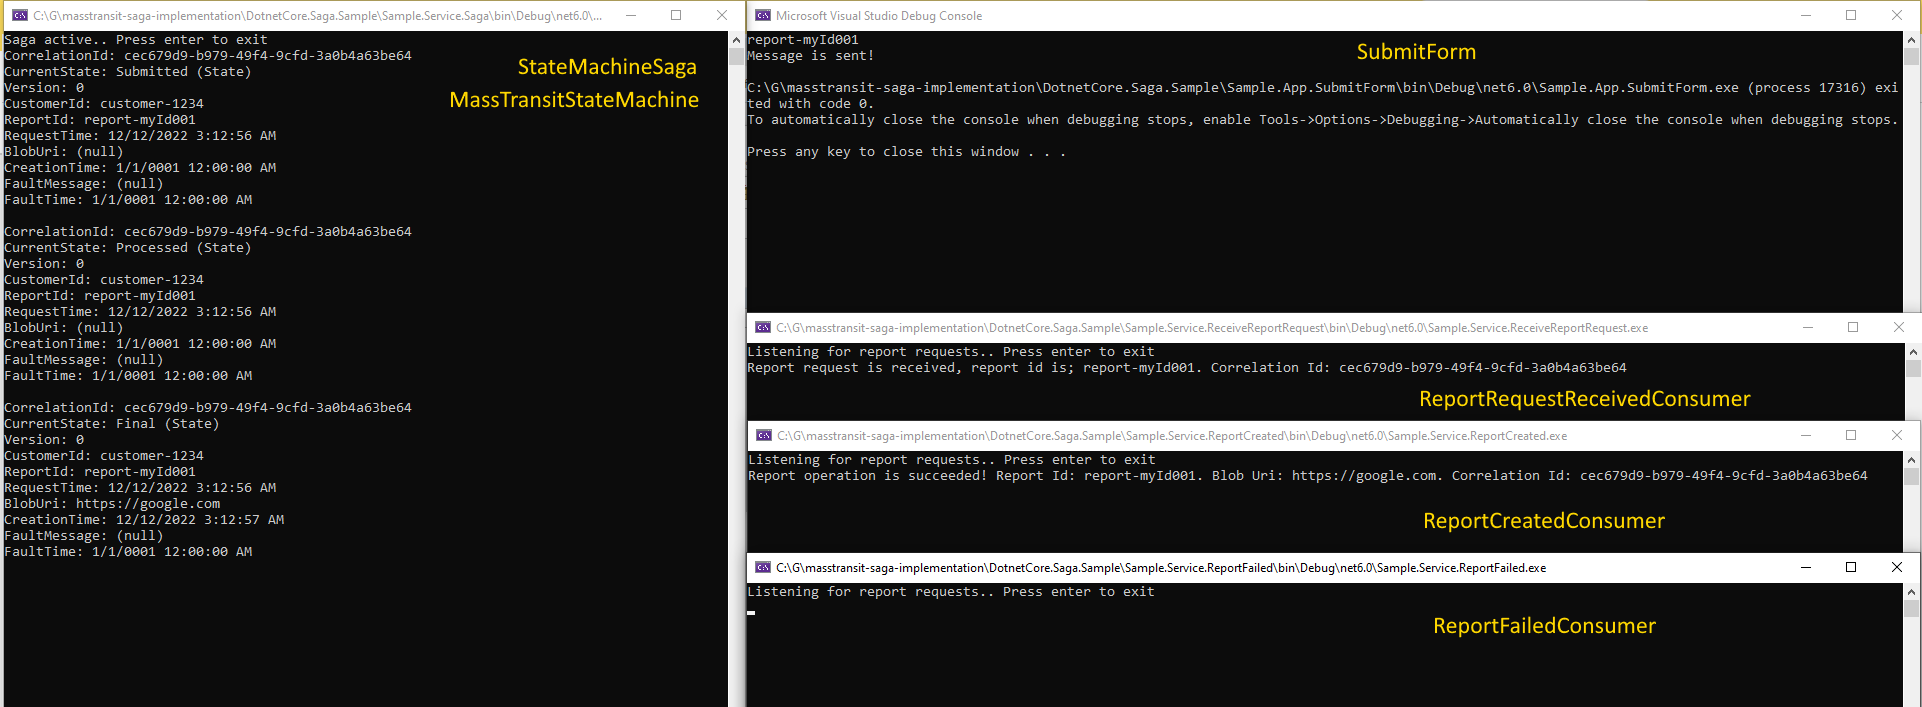 C:\G\masstransit-saga-implementation\DotnetCore.Saga.Sample\Sample.Service.Saga\bin\Debug\net6.0\...
Saga active.. Press enter to exit
CorrelationId: cec679d9-b979-49f4-9cfd-3a0b4a63be64
CurrentState: Submitted (State)
Version: 0
CustomerId: customer-1234
ReportId: report-myId001
RequestTime: 12/12/2022 3:12:56 AM
BlobUri: (null)
CreationTime: 1/1/0001 12:00:00 AM
FaultMessage: (null)
FaultTime: 1/1/0001 12:00:00 AM
StateMachineSaga
MassTransitStateMachine
CorrelationId: cec679d9-b979-49f4-9cfd-3a0b4a63be64
CurrentState: Processed (State)
Version: 0
CustomerId: customer-1234
ReportId: report-myId001
RequestTime: 12/12/2022 3:12:56 AM
BlobUri: (null)
CreationTime: 1/1/0001 12:00:00 AM
FaultMessage: (null)
FaultTime: 1/1/0001 12:00:00 AM
CorrelationId: cec679d9-b979-49f4-9cfd-3a0b4a63be64
CurrentState: Final (State)
Version: 0
CustomerId: customer-1234
ReportId: report-myId001
RequestTime: 12/12/2022 3:12:56 AM
BlobUri: https://google.com
CreationTime: 12/12/2022 3:12:57 AM
FaultMessage: (null)
FaultTime: 1/1/0001 12:00:00 AM
Microsoft Visual Studio Debug Console
report-myId001
Message is sent!
SubmitForm
C:\G\masstransit-saga-implementation\DotnetCore.Saga.Sample\Sample.App.SubmitForm\bin\Debug\net6.0\Sample.App.SubmitForm.exe (process 17316) exi
ted with code 0.
To automatically close the console when debugging stops, enable Tools->Options->Debugging->Automatically close the console when debugging stops.
Press any key to close this window . . .
C:\G\masstransit-saga-implementation\DotnetCore.Saga.Sample\Sample.Service.ReceiveReportRequest\bin\Debug\net6.0\Sample.Service.ReceiveReportRequest.exe
Listening for report requests.. Press enter to exit
Report request is received, report id is; report-myId001. Correlation Id: cec679d9-b979-49f4-9cfd-3a0b4a63be64
ReportRequestReceivedConsumer
C:\G\masstransit-saga-implementation\DotnetCore.Saga.Sample\Sample.Service.ReportCreated\bin\Debug\net6.0\Sample.Service.ReportCreated.exe
Listening for report requests.. Press enter to exit
Report operation is succeeded! Report Id: report-myId001. Blob Uri: https://google.com. Correlation Id: cec679d9-b979-49f4-9cfd-3a0b4a63be64
ReportCreatedConsumer
C:\G\masstransit-saga-implementation\DotnetCore.Saga.Sample\Sample.Service.ReportFailed\bin\Debug\net6.0\Sample.Service.ReportFailed.exe
Listening for report requests.. Press enter to exit
ReportFailedConsumer